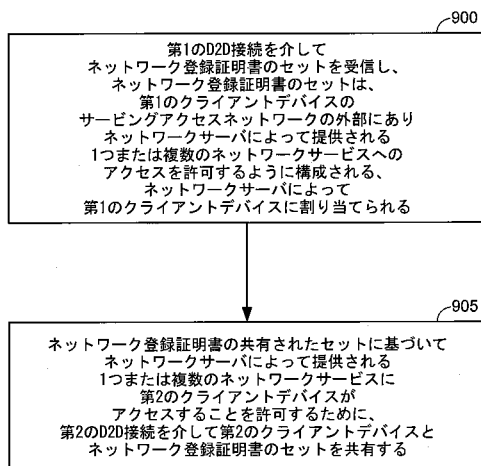 900
第1のD2D接続を介して
ネットワーク登録証明書のセットを受信し、
ネットワーク登録証明書のセットは、
第1のクライアントデバイスの
サービングアクセスネットワークの外部にあり
ネットワークサーバによって提供される
1つまたは複数のネットワークサービスへの
アクセスを許可するように構成される、
ネットワークサーバによって
第1のクライアントデバイスに割り当てられる
905
ネットワーク登録証明書の共有されたセットに基づいて
ネットワークサーバによって提供される
1つまたは複数のネットワークサービスに
第2のクライアントデバイスが
アクセスすることを許可するために、
第2のD2D接続を介して第2のクライアントデバイスと
ネットワーク登録証明書のセットを共有する